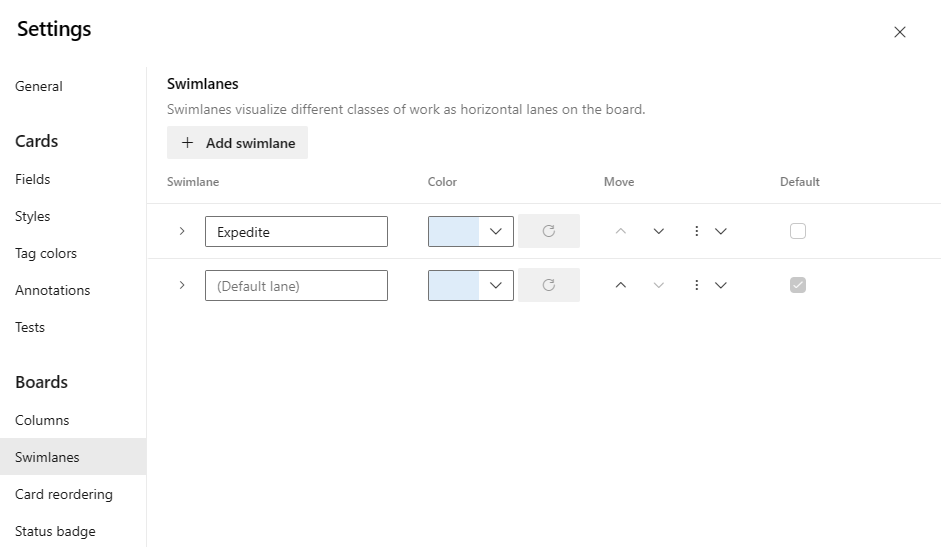 Settings
General
Cards
Fields
Styles
Tag colors
Annotations
Tests
Boards
Columns
Swimlanes
Card reordering
Status badge
Swimlanes
Swimlanes visualize different classes of work as horizontal lanes on the board.
Add swimlane
Swimlane Color Move Default
Expedite
(Default lane)